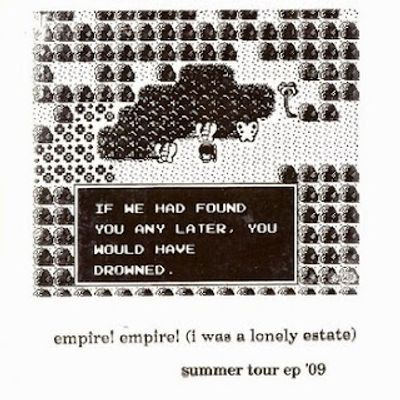 IF WE HAD FOUND
YOU ANY LATER, YOU
WOULD HAVE
DROWNED.
empire! empire! (i was a lonely estate)
summer tour ep '09